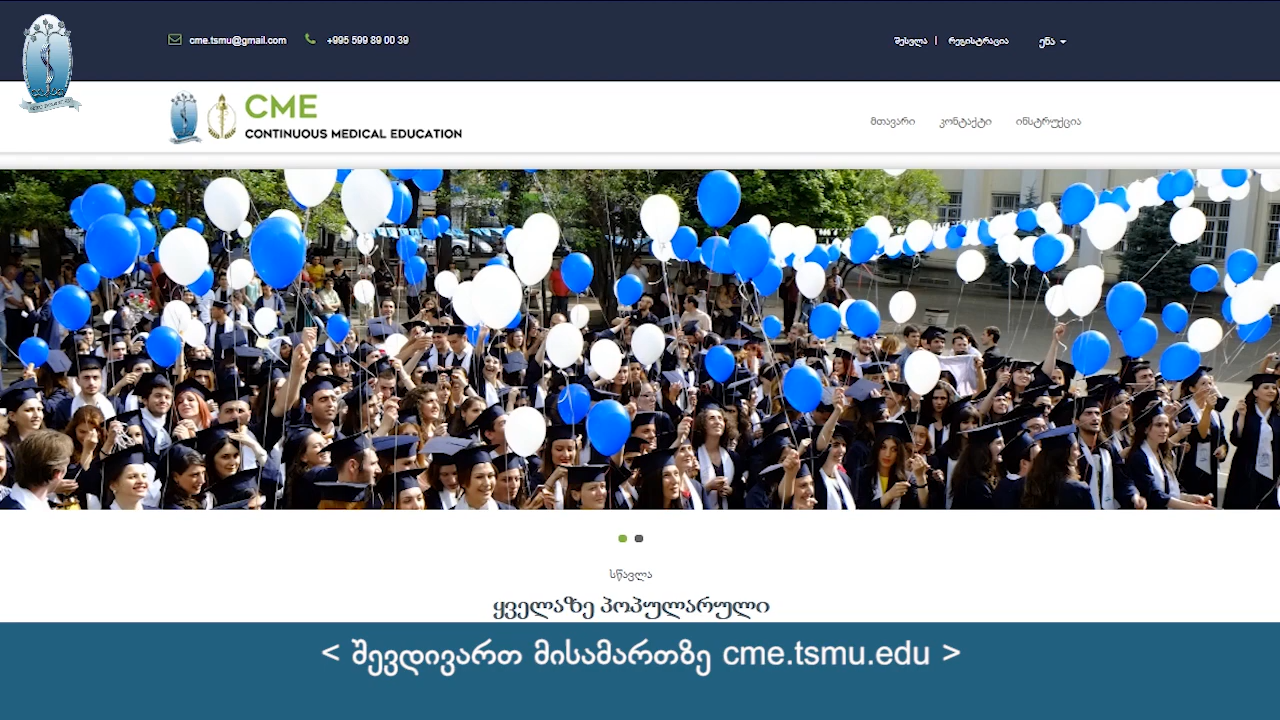 cme.tsmu@gmail.com +995 599 89 00 39 შესვლა | რეგისტრაცია ენა
CME
CONTINUOUS MEDICAL EDUCATION
მთავარი კონტაქტი ინსტრუქცია
სწავლა
ყველაზე პოპულარული
< შევდივართ მისამართზე cme.tsmu.edu >